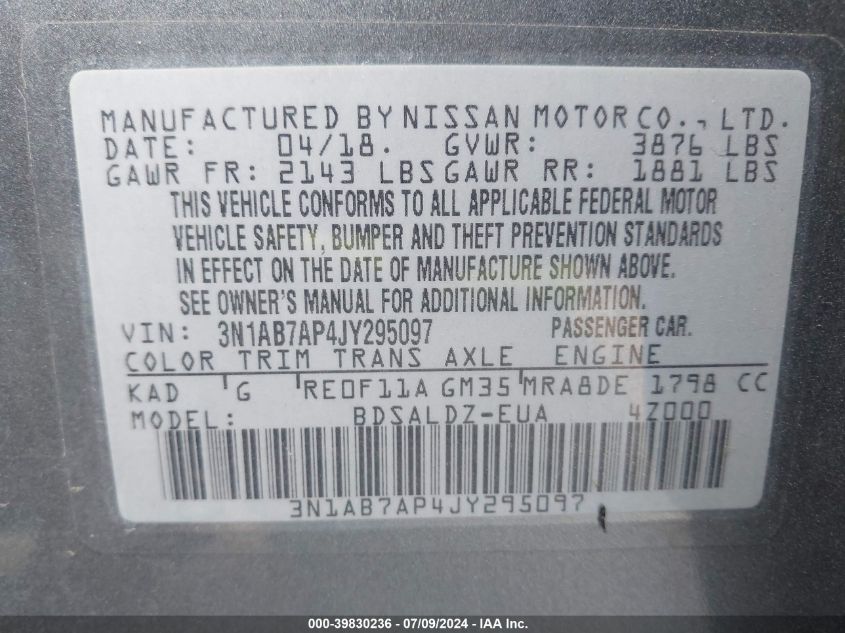 MANUFACTURED BY NISSAN MOTOR CO., LTD.
DATE: 04/18. GVWR: 3876 LBS
GAWR FR: 2143 LBS GAWR RR: 1881 LBS
THIS VEHICLE CONFORMS TO ALL APPLICABLE FEDERAL MOTOR
VEHICLE SAFETY, BUMPER AND THEFT PREVENTION STANDARDS
IN EFFECT ON THE DATE OF MANUFACTURE SHOWN ABOVE.
SEE OWNER'S MANUAL FOR ADDITIONAL INFORMATION.
VIN: 3N1AB7AP4JY295097 PASSENGER CAR.
COLOR TRIM TRANS AXLE ENGINE
KAD G RE0F11A GM35 MRA8DE 1798 CC
MODEL: BDSALDZ-EUA 4Z000
3N1AB7AP4JY295097
000-39830236 - 07/09/2024 - IAA, Inc.